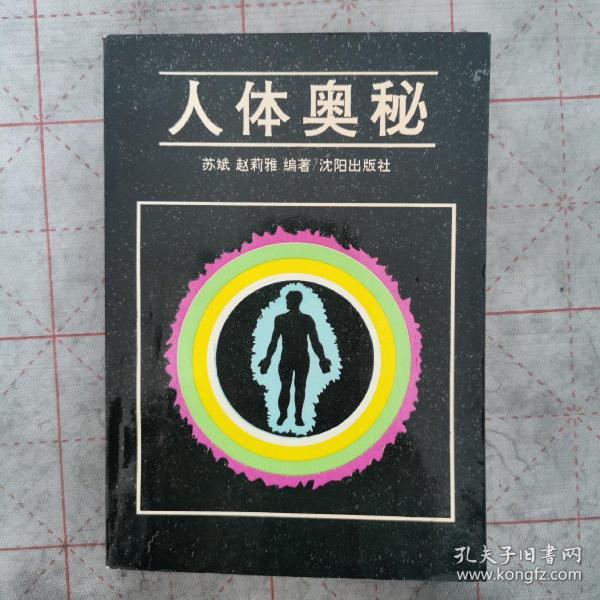 人体奥秘
苏斌 赵莉雅 编著/沈阳出版社
孔夫子旧书网
www.kongfz.com